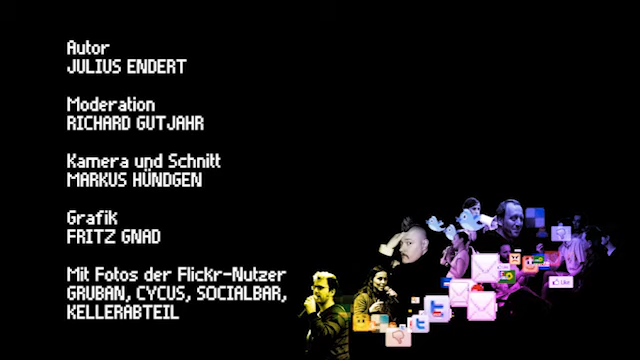 Autor
JULIUS ENDERT
Moderation
RICHARD GUTJAHR
Kamera und Schnitt
MARKUS HÜNDGEN
Grafik
FRITZ GNAD
Mit Fotos der Flickr-Nutzer
GRUBAN, CYCUS, SOCIALBAR,
KELLERABTEIL
Like